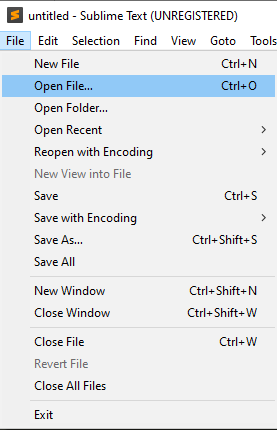 untitled - Sublime Text (UNREGISTERED)
File Edit Selection Find View Goto Tools
New File Ctrl+N
Open File... Ctrl+O
Open Folder...
Open Recent
Reopen with Encoding
New View into File
Save Ctrl+S
Save with Encoding
Save As... Ctrl+Shift+S
Save All
New Window Ctrl+Shift+N
Close Window Ctrl+Shift+W
Close File Ctrl+W
Revert File
Close All Files
Exit